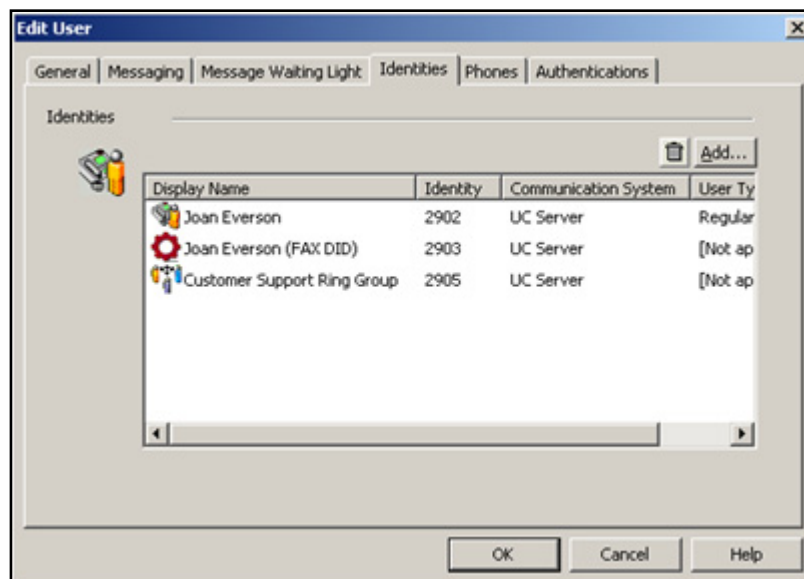 Edit User
General Messaging Message Waiting Light Identities Phones Authentications
Identities
Add...
Display Name Identity Communication System User Ty
Joan Everson 2902 UC Server Regular
Joan Everson (FAX DID) 2903 UC Server [Not ap
Customer Support Ring Group 2905 UC Server [Not ap
OK Cancel Help